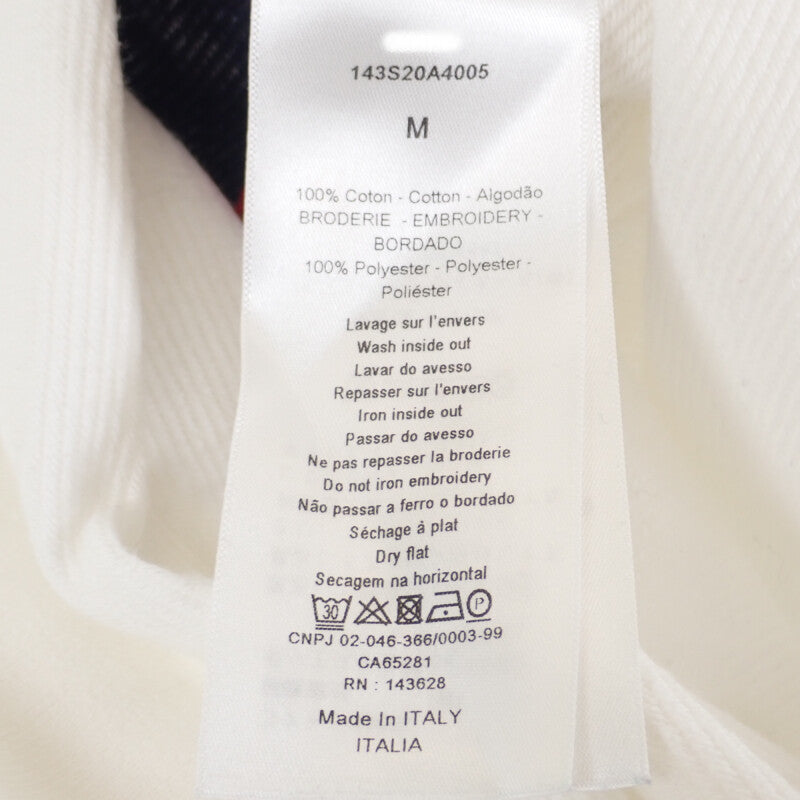 143S20A4005
M
100% Coton - Cotton - Algodão
BRODERIE - EMBROIDERY -
BORDADO
100% Polyester - Polyester -
Poliéster
Lavage sur l'envers
Wash inside out
Lavar do avesso
Repasser sur l'envers
Iron inside out
Passar do avesso
Ne pas repasser la broderie
Do not iron embroidery
Não passar a ferro o bordado
Séchage à plat
Dry flat
Secagem na horizontal
30 P
CNPJ 02-046-366/0003-99
CA65281
RN : 143628
Made In ITALY
ITALIA